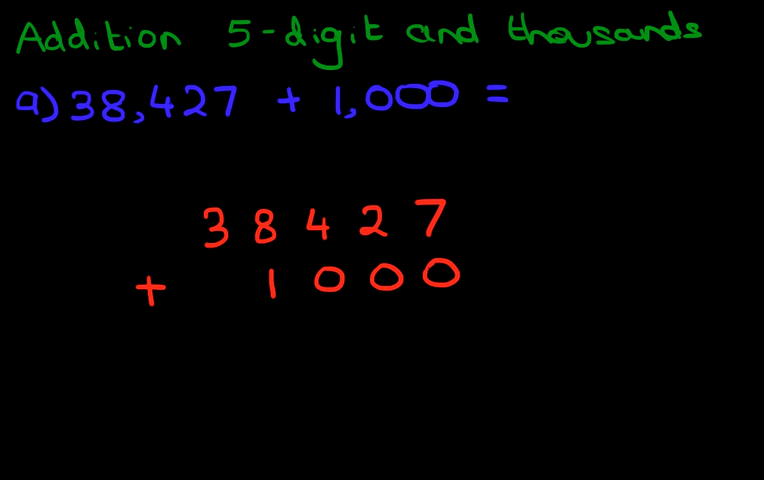 Addition 5-digit and thousands
a) 38,427 + 1,000 =
3 8 4 2 7
+ 1 0 0 0